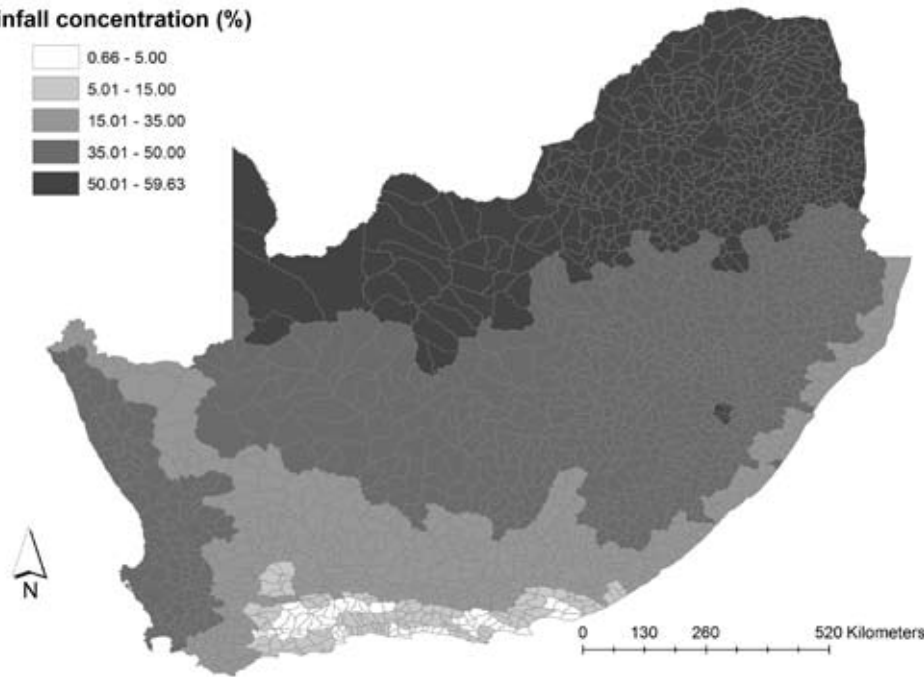 infall concentration (%)
0.66 - 5.00
5.01 - 15.00
15.01 - 35.00
35.01 - 50.00
50.01 - 59.63
N
0 130 260 520 Kilometers